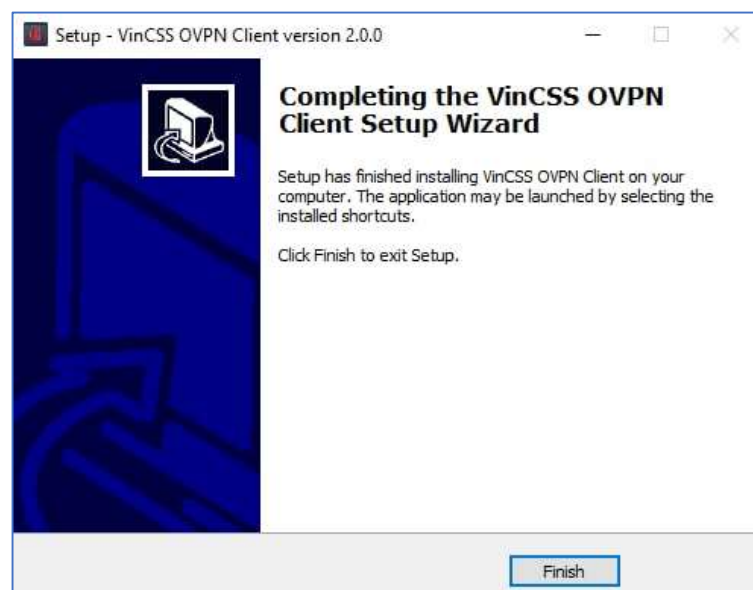 Setup - VinCSS OVPN Client version 2.0.0
Completing the VinCSS OVPN
Client Setup Wizard
Setup has finished installing VinCSS OVPN Client on your
computer. The application may be launched by selecting the
installed shortcuts.
Click Finish to exit Setup.
Finish